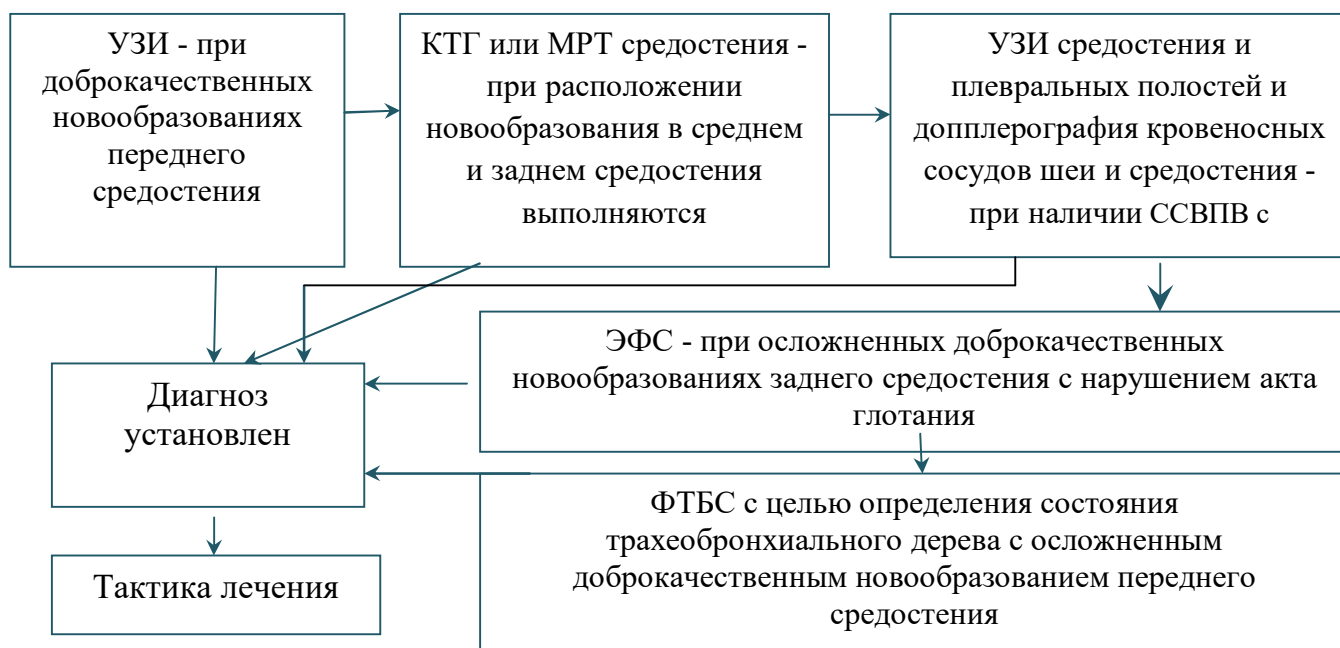 УЗИ - при
доброкачественных
новообразованиях
переднего
средостения
КТГ или МРТ средостения -
при расположении
новообразования в среднем
и заднем средостения
выполняются
УЗИ средостения и
плевральных полостей и
допплерография кровеносных
сосудов шеи и средостения -
при наличии ССВПВ с
ЭФС - при осложненных доброкачественных
новообразованиях заднего средостения с нарушением акта
глотания
Диагноз
установлен
ФТБС с целью определения состояния
трахеобронхиального дерева с осложненным
доброкачественным новообразованием переднего
средостения
Тактика лечения